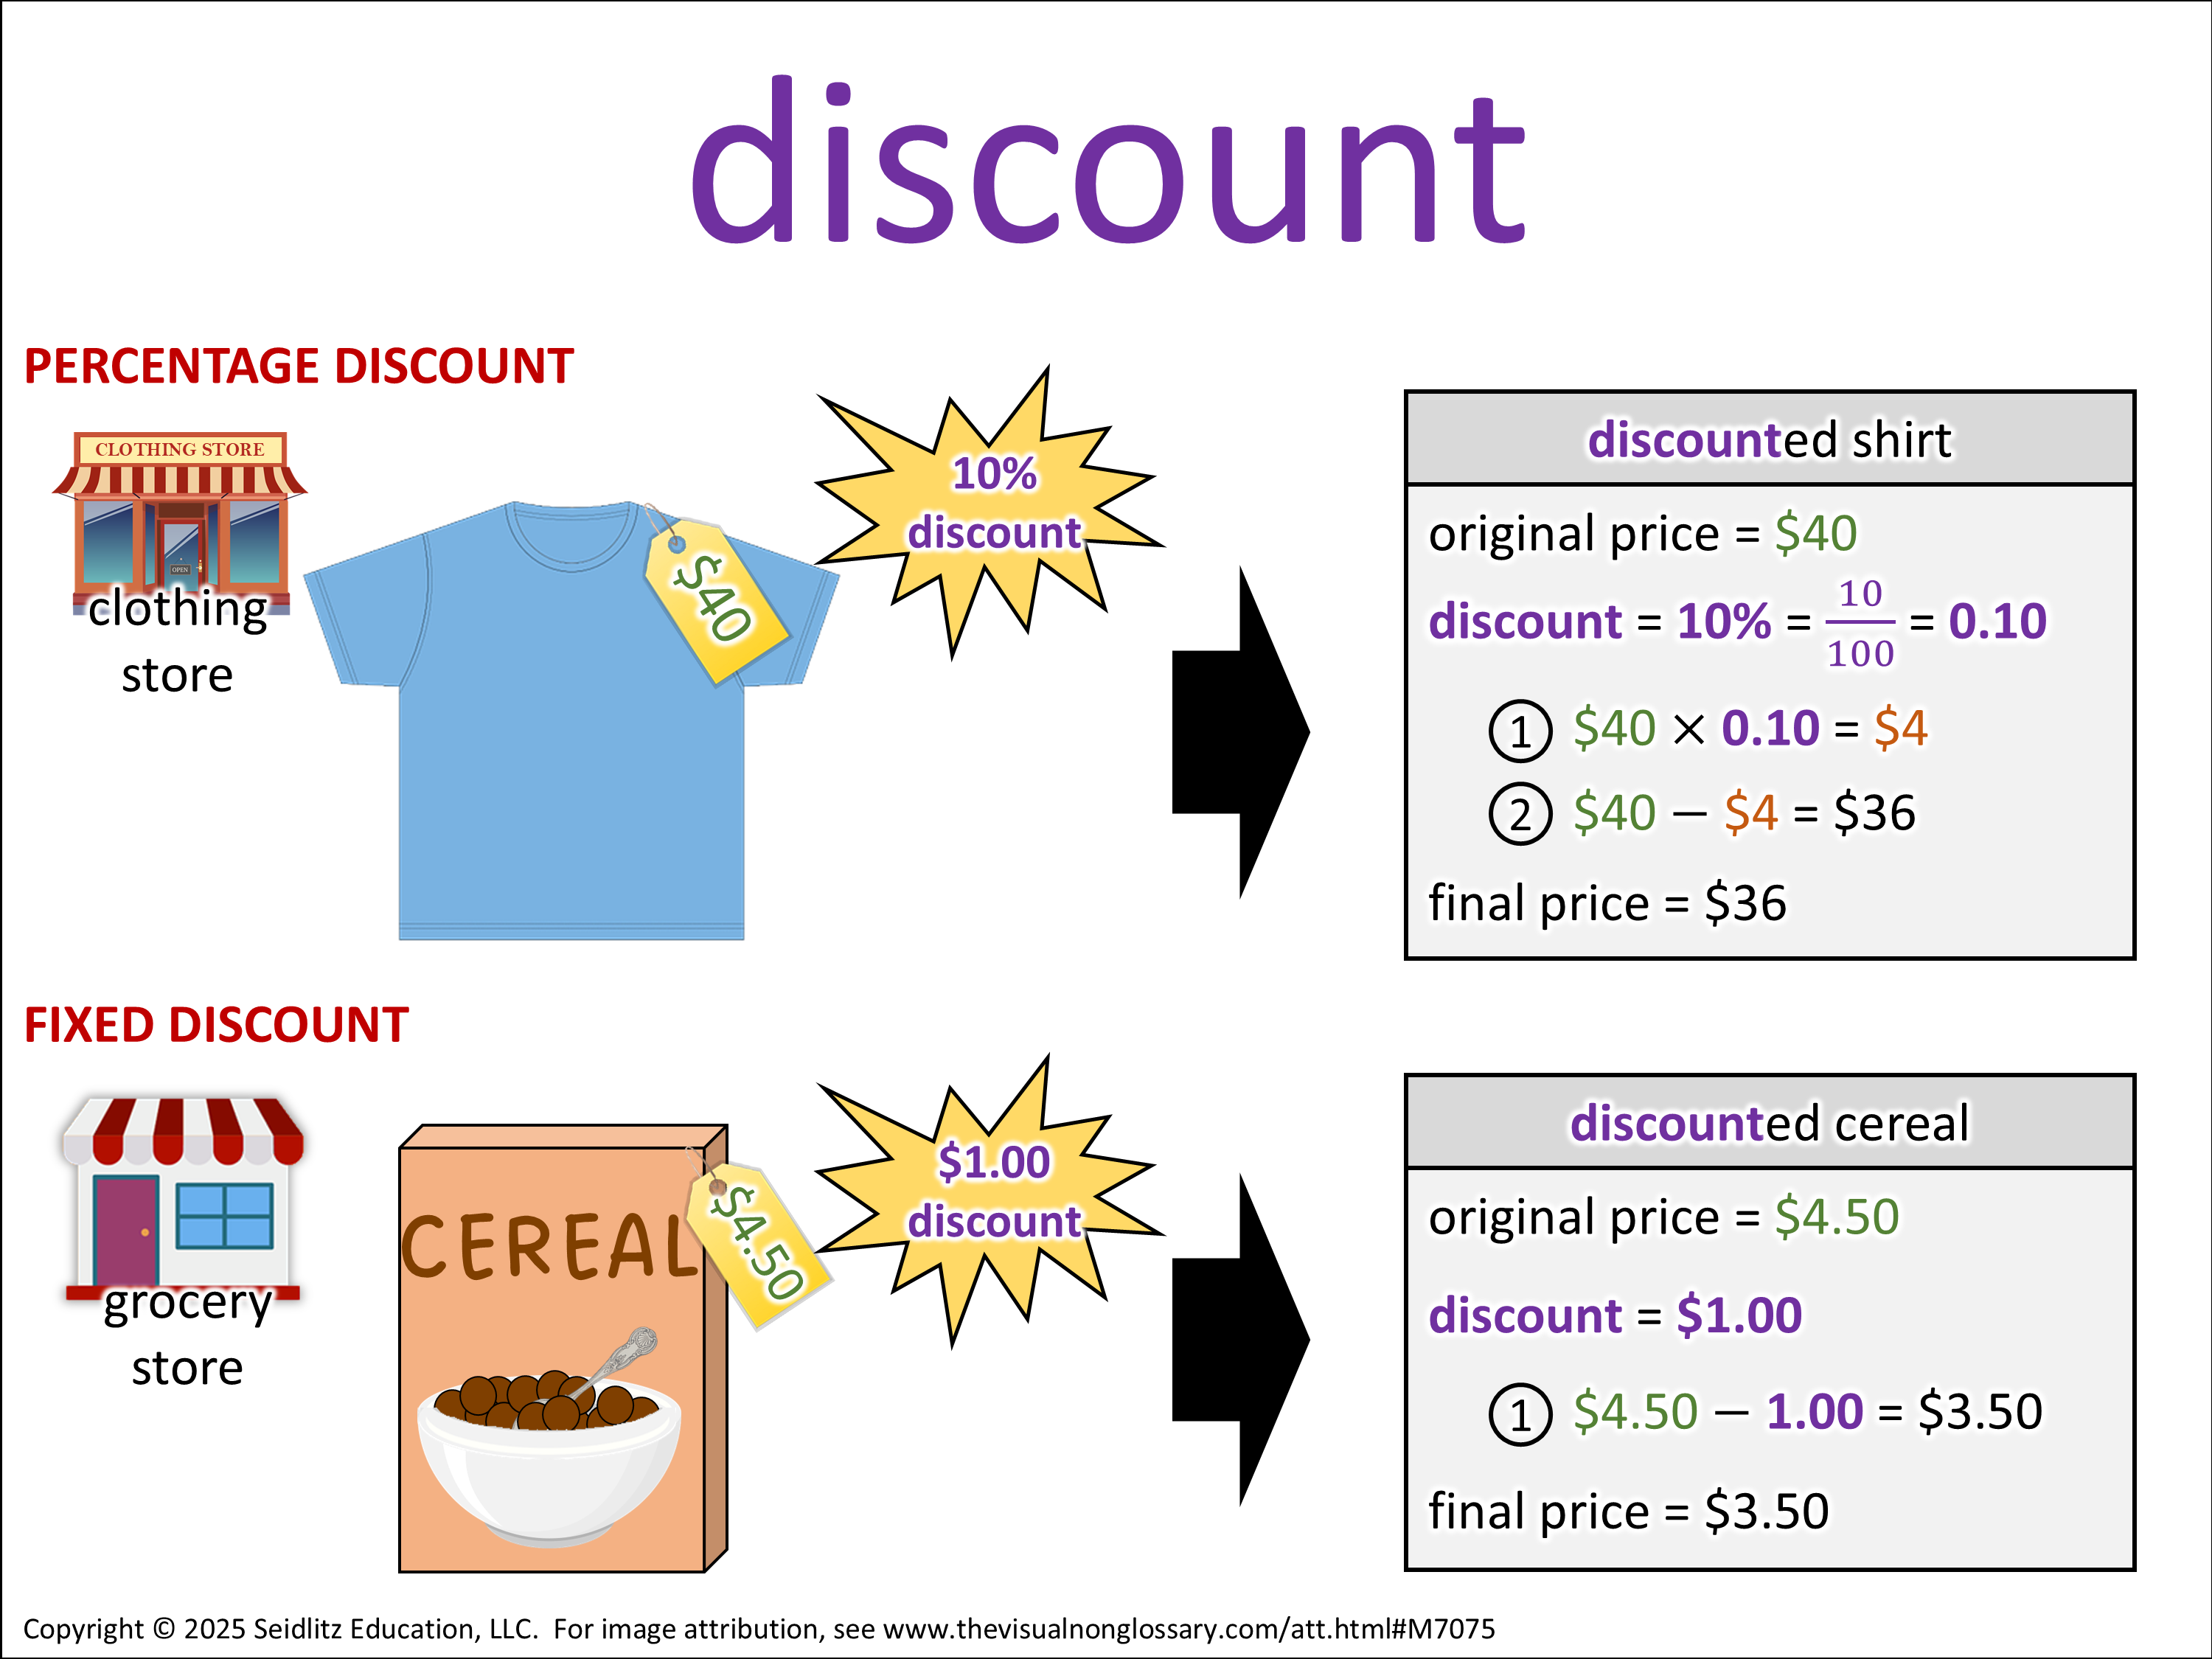 discount
PERCENTAGE DISCOUNT
CLOTHING STORE
OPEN
clothing
store
$40
10%
discount
discounted shirt
original price = $40
discount = 10% = 10/100 = 0.10
① $40 × 0.10 = $4
② $40 − $4 = $36
final price = $36
FIXED DISCOUNT
grocery
store
CEREAL
$4.50
$1.00
discount
discounted cereal
original price = $4.50
discount = $1.00
① $4.50 − 1.00 = $3.50
final price = $3.50
Copyright © 2025 Seidlitz Education, LLC.  For image attribution, see www.thevisualnonglossary.com/att.html#M7075